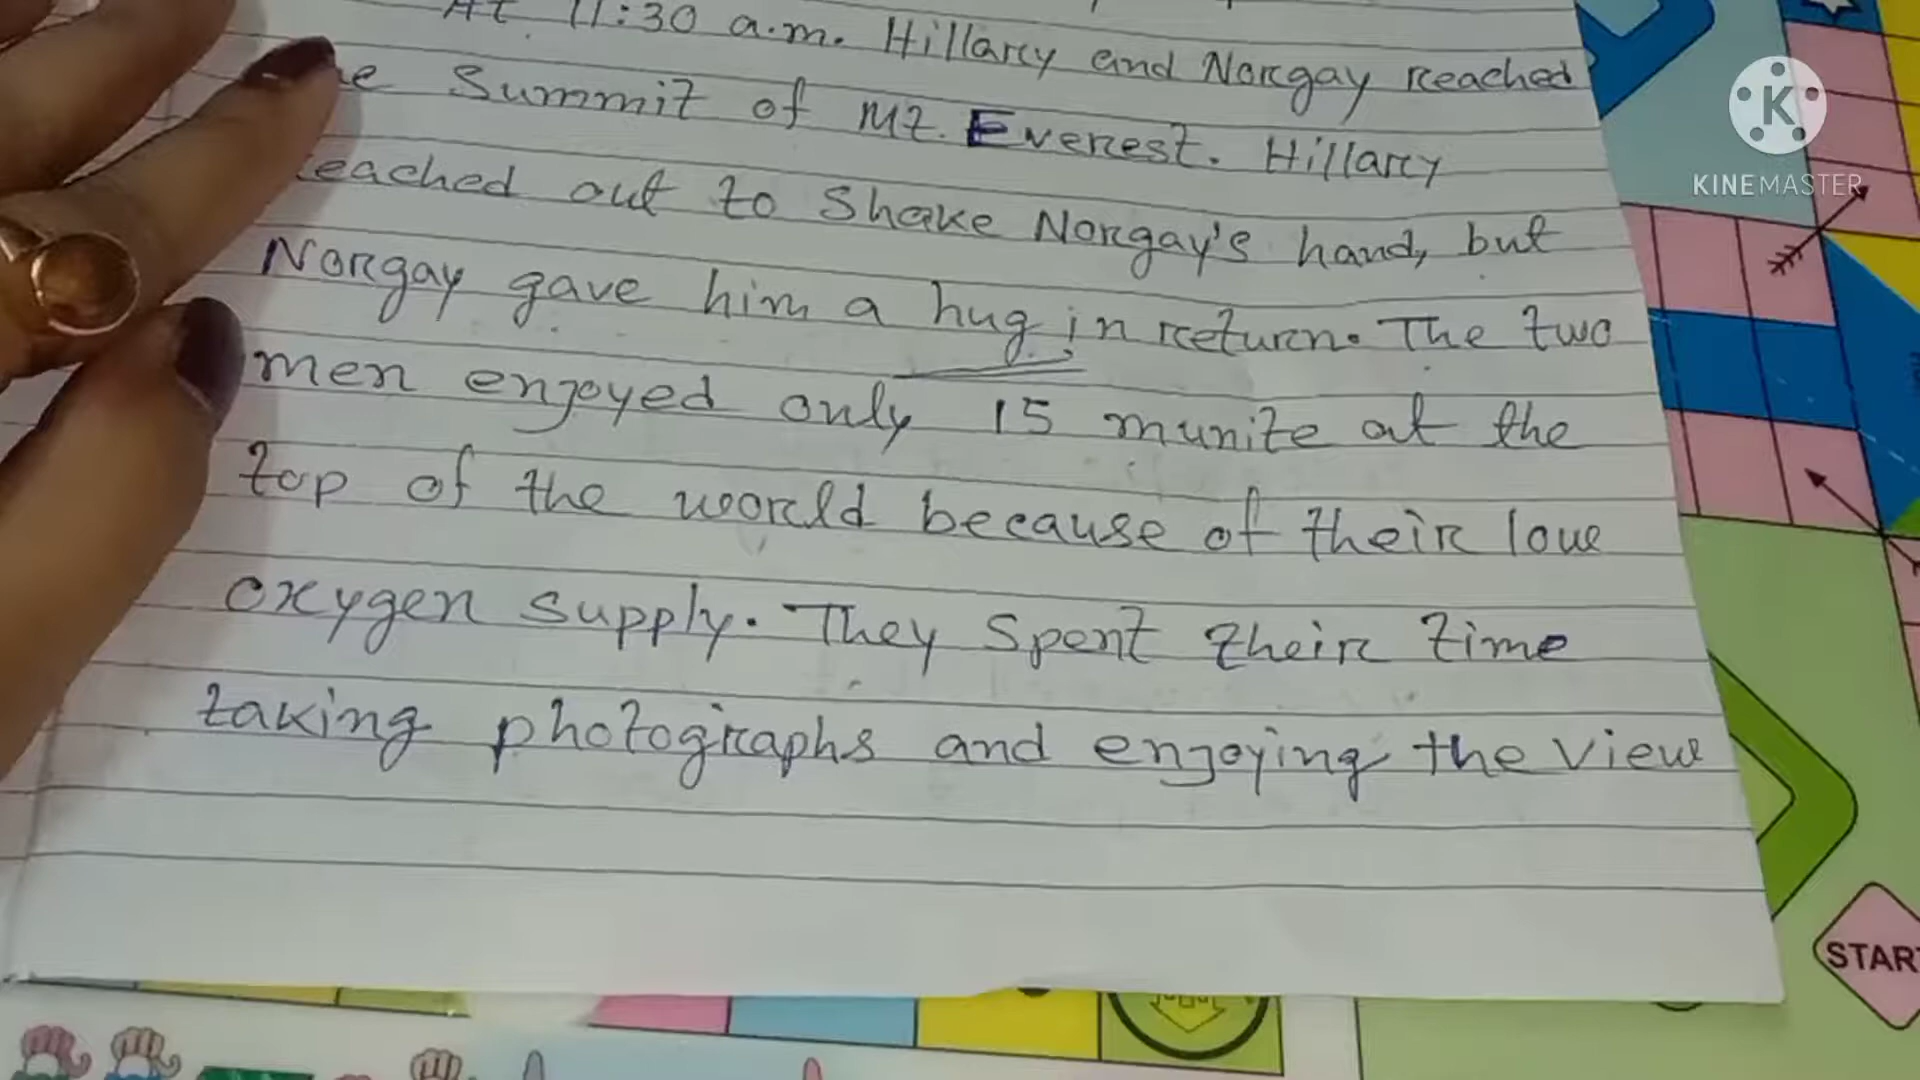 At 11:30 a.m. Hillary and Norgay reached
e Summit of Mt. Everest. Hillary
eached out to Shake Norgay's hand, but
Norgay gave him a hug in return. The two
men enjoyed only 15 munite at the
top of the world because of their low
oxygen supply. They Spent their time
taking photographs and enjoying the view
K
KINEMASTER
START